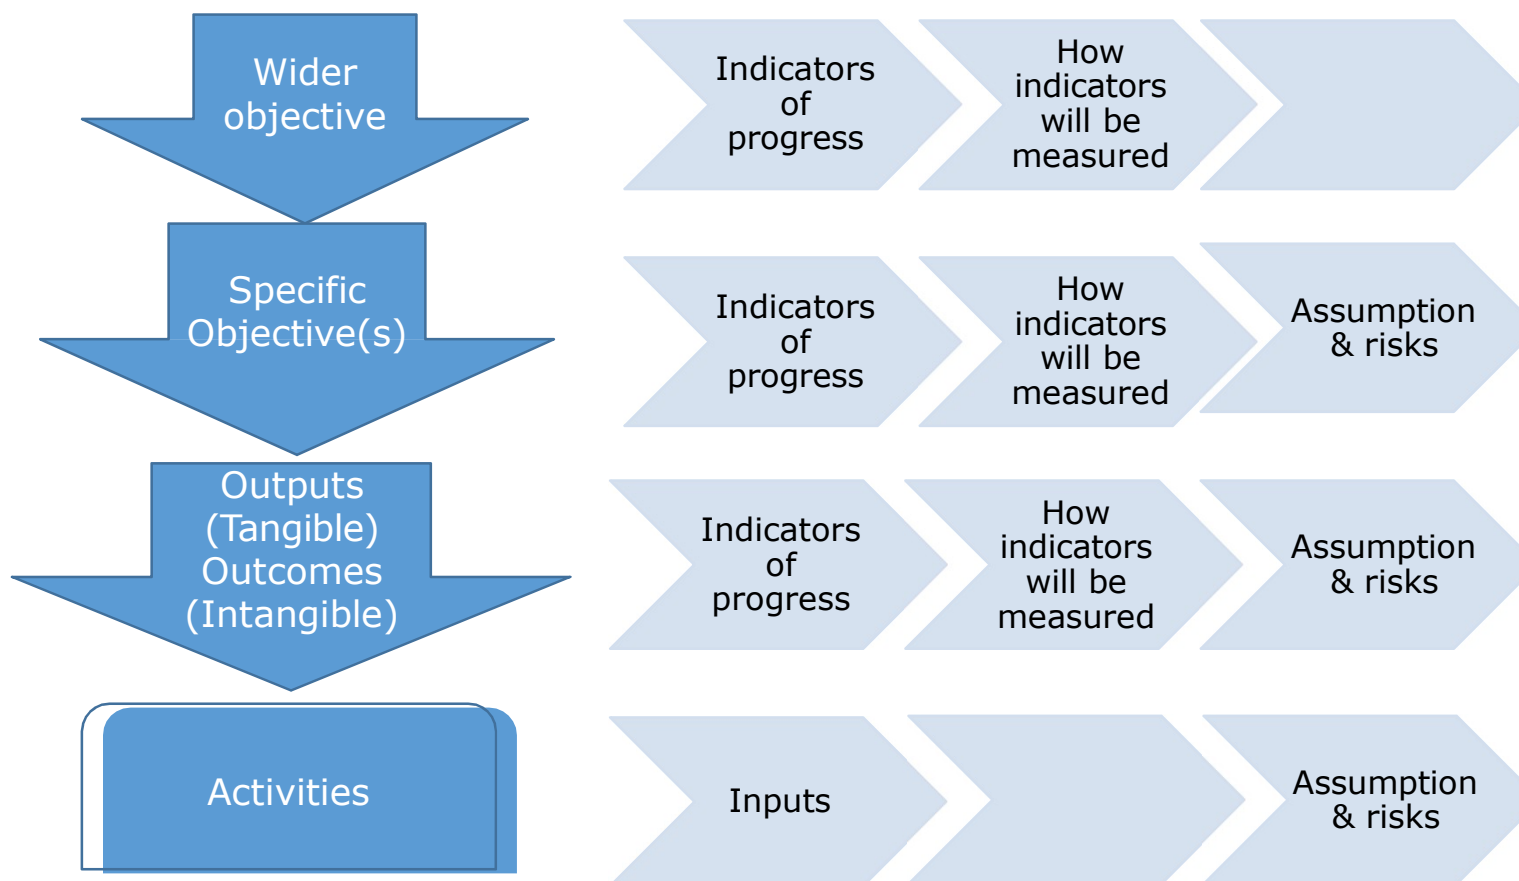 Wider
objective
Indicators
of
progress
How
indicators
will be
measured
Specific
Objective(s)
Indicators
of
progress
How
indicators
will be
measured
Assumption
& risks
Outputs
(Tangible)
Outcomes
(Intangible)
Indicators
of
progress
How
indicators
will be
measured
Assumption
& risks
Activities
Inputs
Assumption
& risks